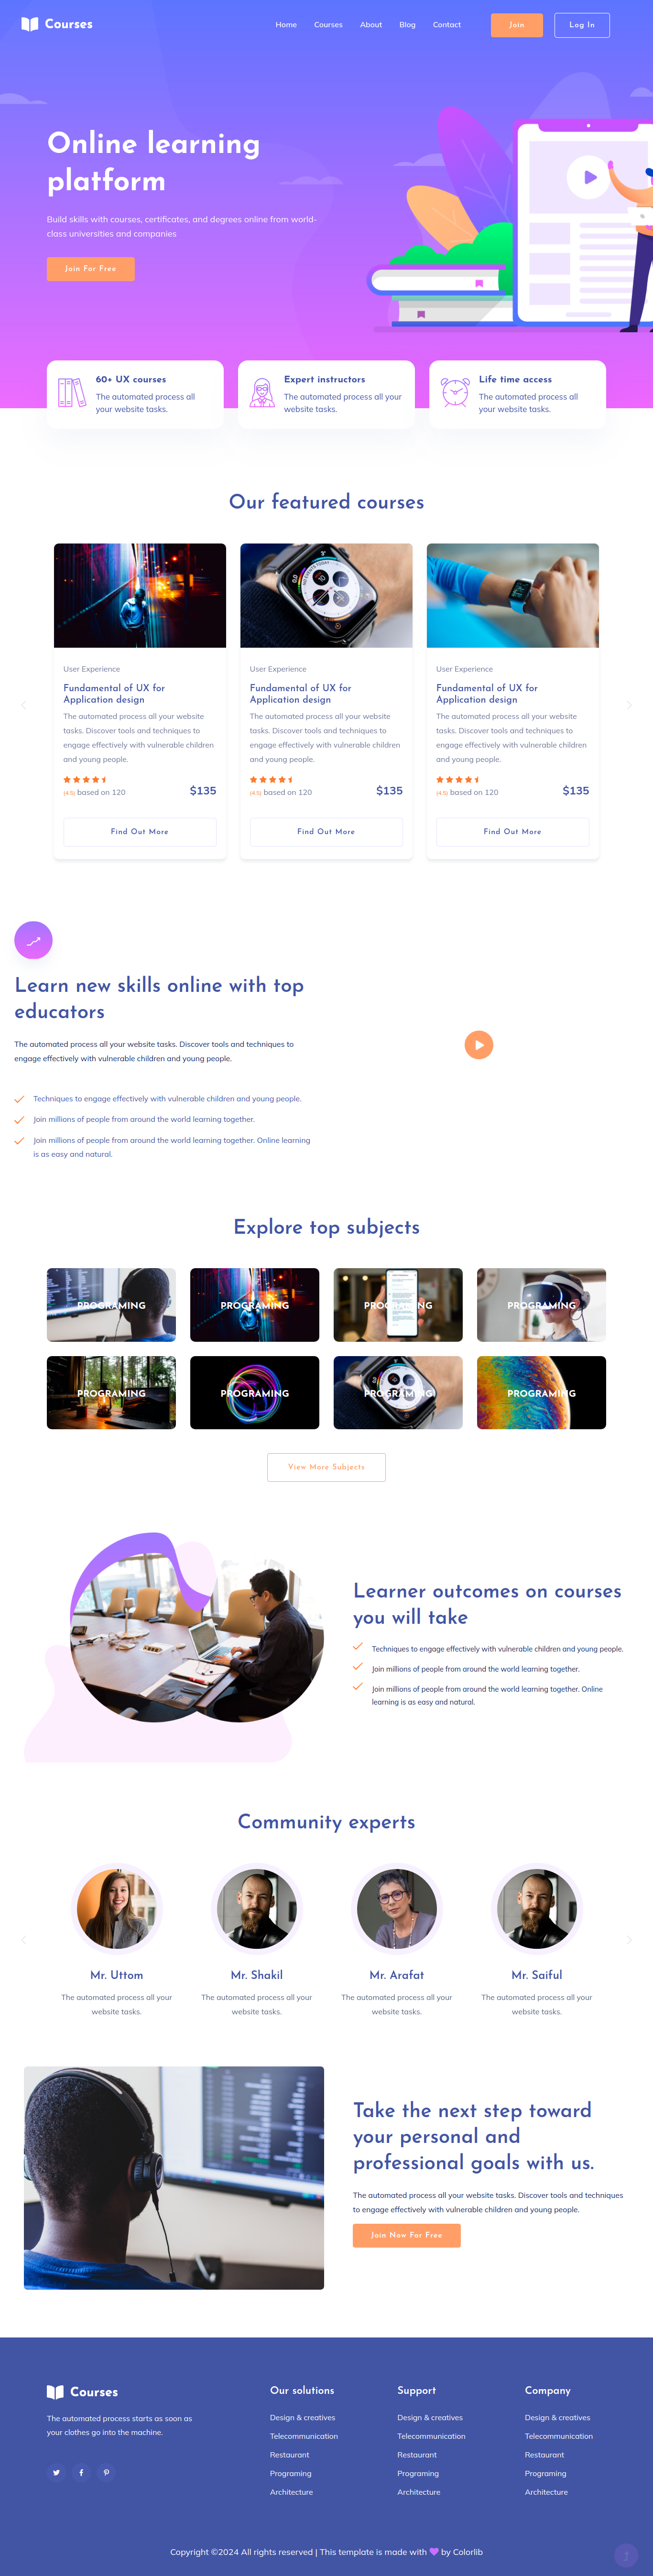 Courses
Home Courses About Blog Contact Join Log In
Online learning
platform
Build skills with courses, certificates, and degrees online from world-
class universities and companies
Join For Free
60+ UX courses
The automated process all
your website tasks.
Expert instructors
The automated process all your
website tasks.
Life time access
The automated process all
your website tasks.
Our featured courses
User Experience
Fundamental of UX for
Application design
The automated process all your website
tasks. Discover tools and techniques to
engage effectively with vulnerable children
and young people.
(4.5) based on 120
$135
Find Out More
User Experience
Fundamental of UX for
Application design
The automated process all your website
tasks. Discover tools and techniques to
engage effectively with vulnerable children
and young people.
(4.5) based on 120
$135
Find Out More
User Experience
Fundamental of UX for
Application design
The automated process all your website
tasks. Discover tools and techniques to
engage effectively with vulnerable children
and young people.
(4.5) based on 120
$135
Find Out More
Learn new skills online with top
educators
The automated process all your website tasks. Discover tools and techniques to
engage effectively with vulnerable children and young people.
Techniques to engage effectively with vulnerable children and young people.
Join millions of people from around the world learning together.
Join millions of people from around the world learning together. Online learning
is as easy and natural.
Explore top subjects
PROGRAMING PROGRAMING PROGRAMING PROGRAMING
PROGRAMING PROGRAMING PROGRAMING PROGRAMING
View More Subjects
Learner outcomes on courses
you will take
Techniques to engage effectively with vulnerable children and young people.
Join millions of people from around the world learning together.
Join millions of people from around the world learning together. Online
learning is as easy and natural.
Community experts
Mr. Uttom
The automated process all your
website tasks.
Mr. Shakil
The automated process all your
website tasks.
Mr. Arafat
The automated process all your
website tasks.
Mr. Saiful
The automated process all your
website tasks.
Take the next step toward
your personal and
professional goals with us.
The automated process all your website tasks. Discover tools and techniques
to engage effectively with vulnerable children and young people.
Join Now For Free
Courses
The automated process starts as soon as
your clothes go into the machine.
Our solutions
Design & creatives
Telecommunication
Restaurant
Programing
Architecture
Support
Design & creatives
Telecommunication
Restaurant
Programing
Architecture
Company
Design & creatives
Telecommunication
Restaurant
Programing
Architecture
Copyright ©2024 All rights reserved | This template is made with by Colorlib